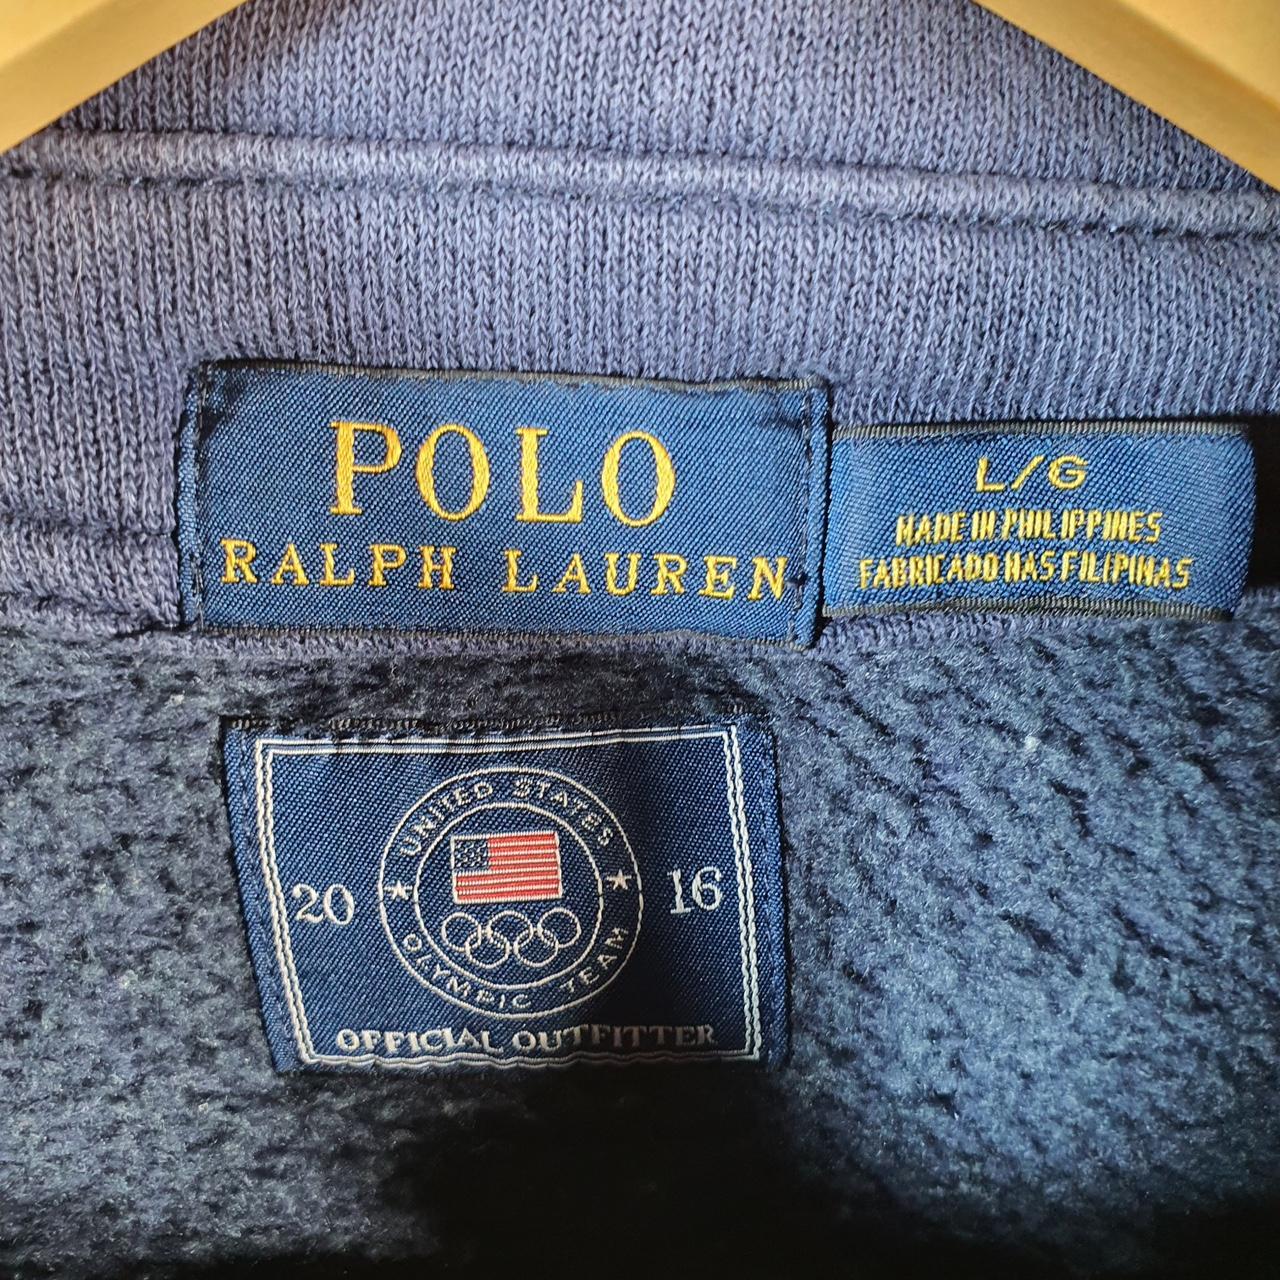 POLO
RALPH LAUREN
L/G
MADE IN PHILIPPINES
FABRICADO NAS FILIPINAS
UNITED STATES
20 16
OLYMPIC TEAM
OFFICIAL OUTFITTER